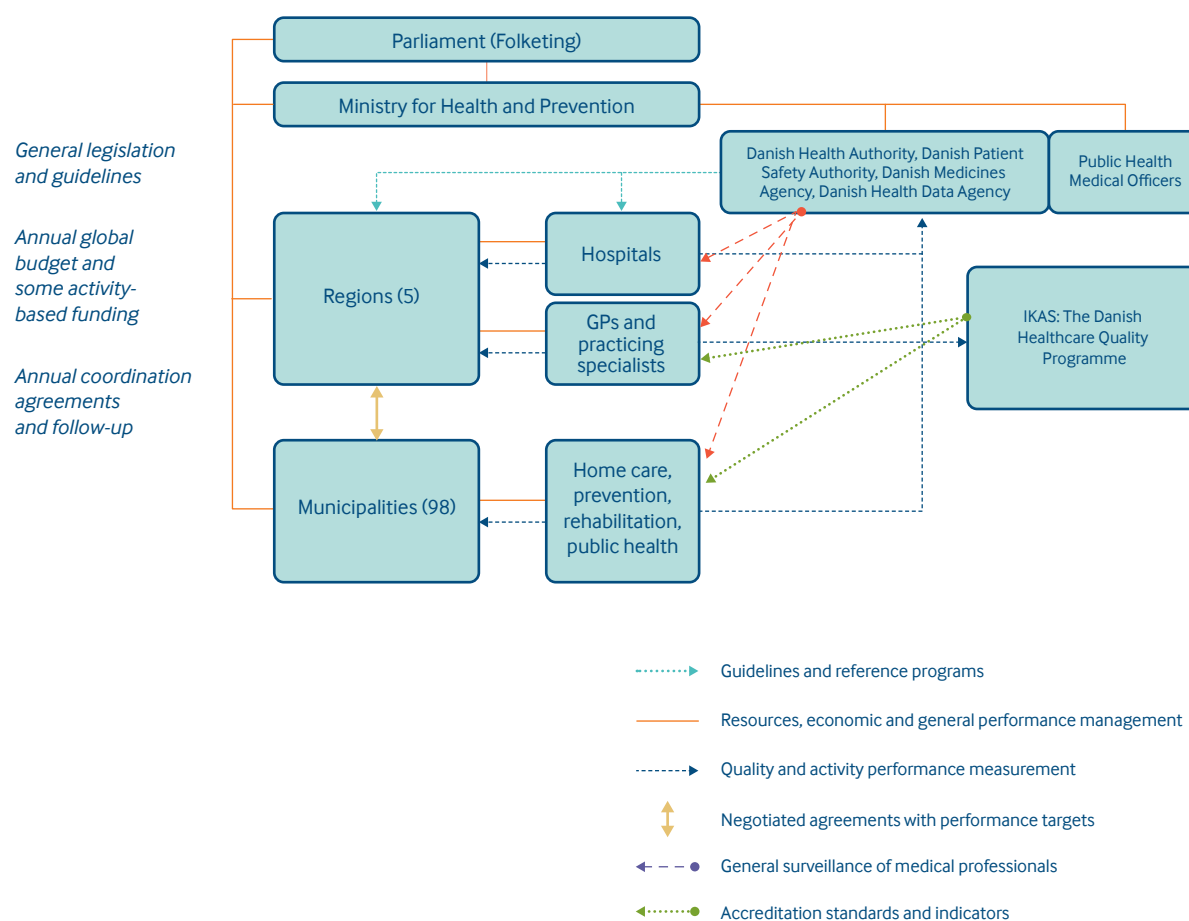 Parliament (Folketing)
Ministry for Health and Prevention
General legislation
and guidelines
Annual global
budget and
some activity-
based funding
Annual coordination
agreements
and follow-up
Danish Health Authority, Danish Patient
Safety Authority, Danish Medicines
Agency, Danish Health Data Agency
Public Health
Medical Officers
Regions (5)
Hospitals
GPs and
practicing
specialists
IKAS: The Danish
Healthcare Quality
Programme
Municipalities (98)
Home care,
prevention,
rehabilitation,
public health
Guidelines and reference programs
Resources, economic and general performance management
Quality and activity performance measurement
Negotiated agreements with performance targets
General surveillance of medical professionals
Accreditation standards and indicators